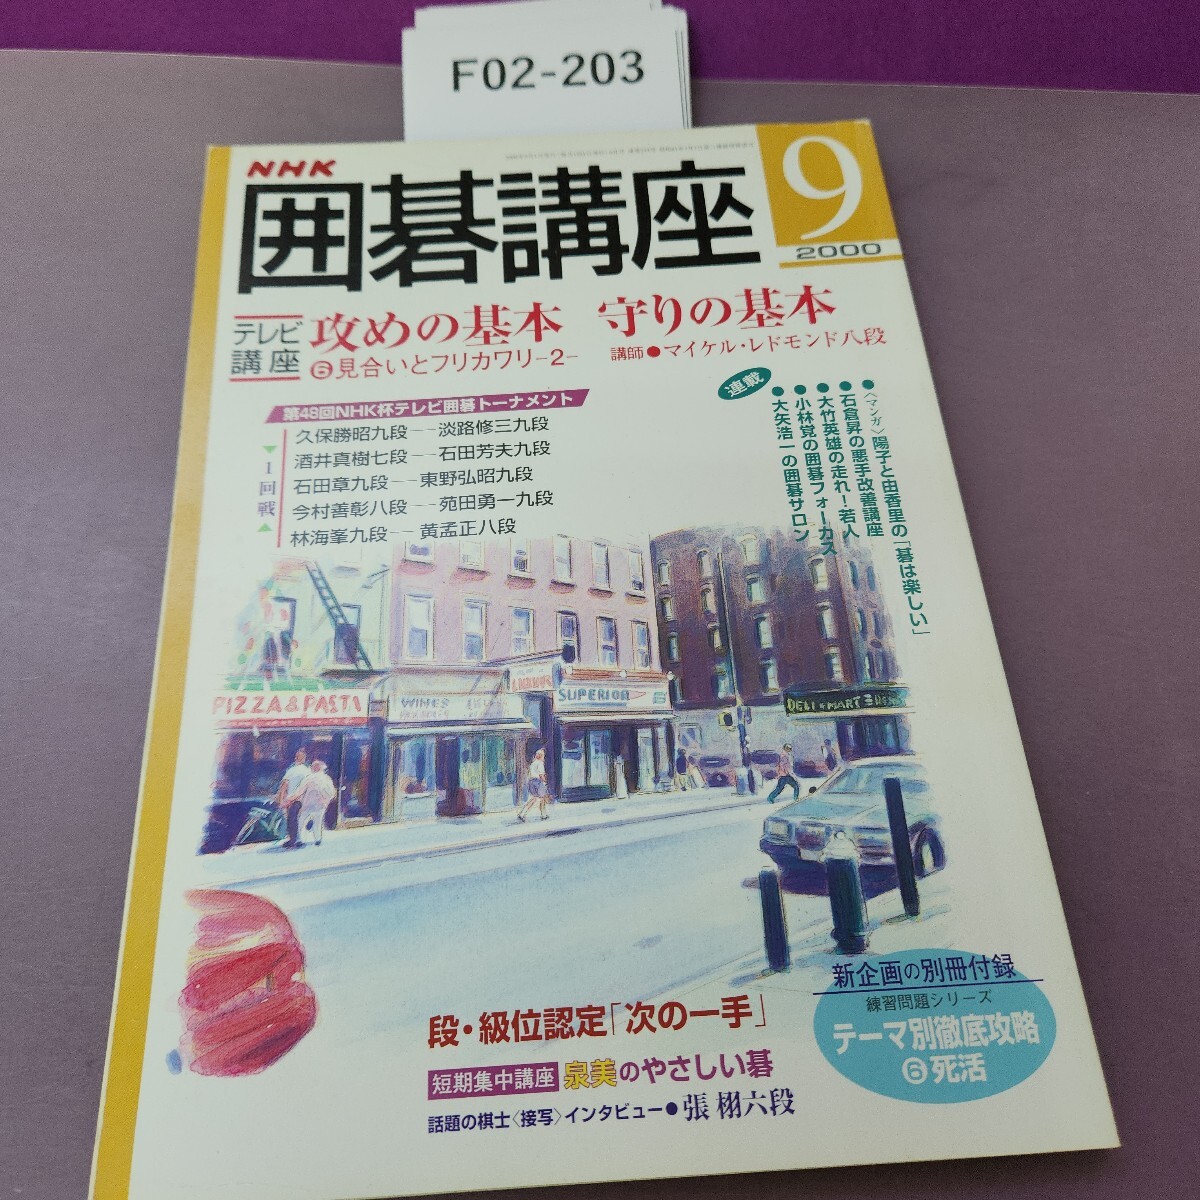 F02-203
NHK
囲碁講座
9
2000
テレビ
講座
攻めの基本 守りの基本
⑥見合いとフリカワリ-2-
講師●マイケル・レドモンド八段
第48回NHK杯テレビ囲碁トーナメント
▼1回戦▲
久保勝昭九段——淡路修三九段
酒井真樹七段——石田芳夫九段
石田章九段——東野弘昭九段
今村善彰八段——苑田勇一九段
林海峯九段——黄孟正八段
連載
●〈マンガ〉陽子と由香里の「碁は楽しい」
●石倉昇の悪手改善講座
●大竹英雄の走れ!若人
●小林覚の囲碁フォーカス
●大矢浩一の囲碁サロン
PIZZA & PASTA
WINES
SUPERIOR
DELI MART
新企画の別冊付録
練習問題シリーズ
テーマ別徹底攻略
⑥死活
段・級位認定「次の一手」
短期集中講座 泉美のやさしい碁
話題の棋士〈接写〉インタビュー●張栩六段